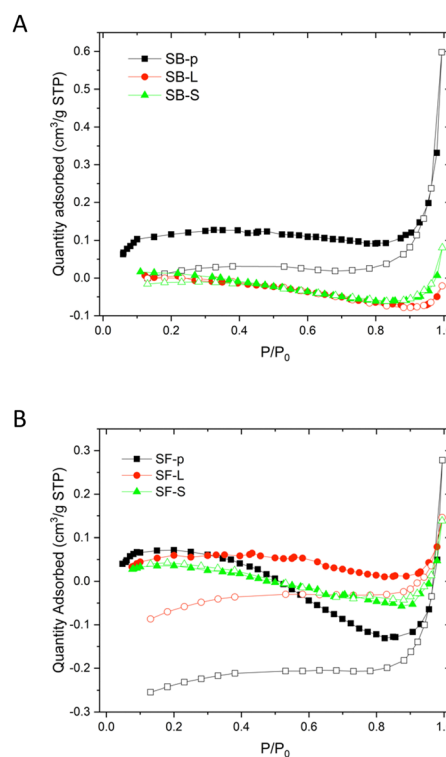 A
Quantity adsorbed (cm³/g STP)
0.6
0.5
0.4
0.3
0.2
0.1
0.0
-0.1
SB-p
SB-L
SB-S
0.0 0.2 0.4 0.6 0.8 1.
P/P₀
B
Quantity Adsorbed (cm³/g STP)
0.3
0.2
0.1
0.0
-0.1
-0.2
-0.3
SF-p
SF-L
SF-S
0.0 0.2 0.4 0.6 0.8 1.
P/P₀